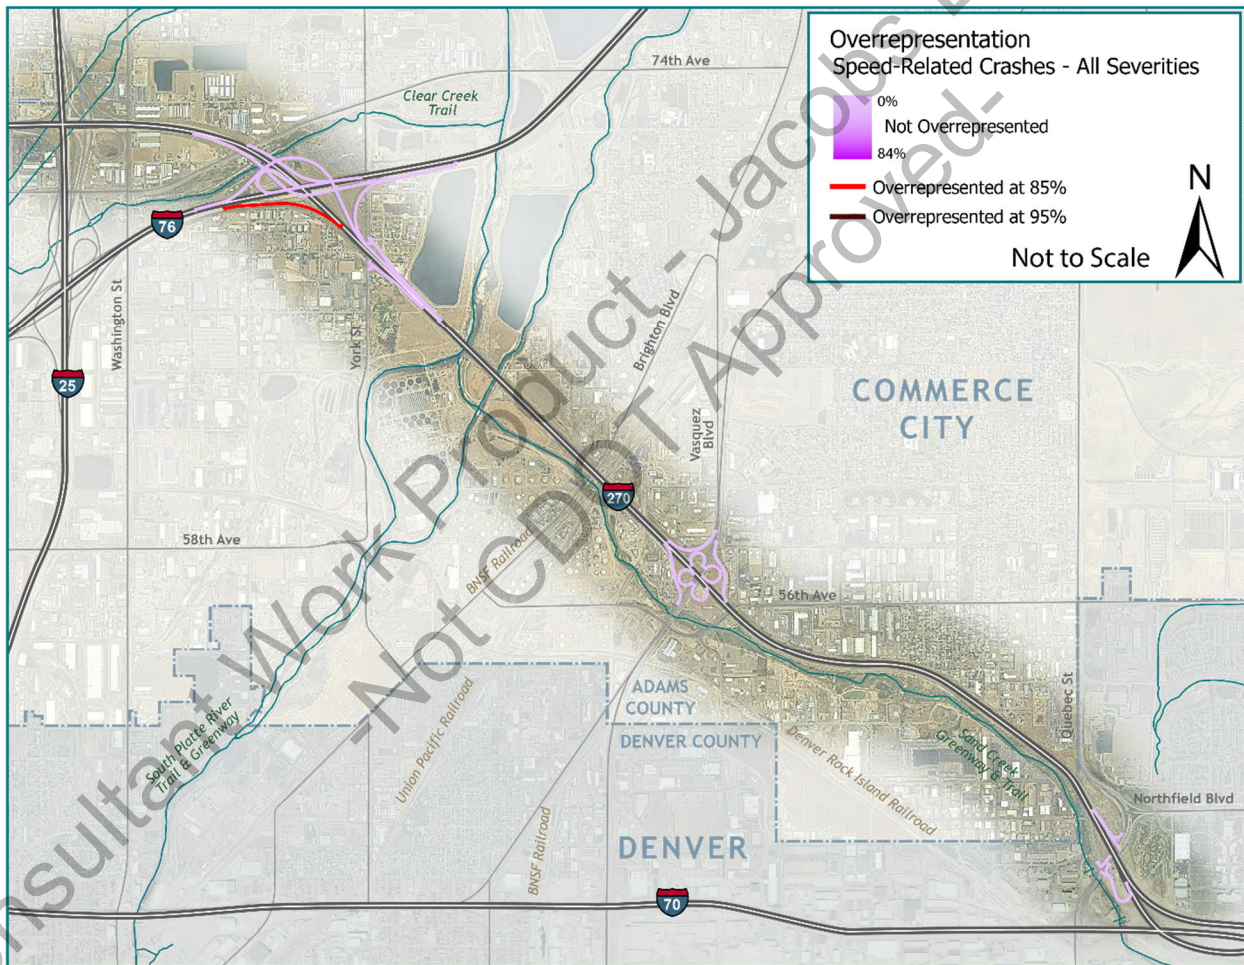 Overrepresentation
Speed-Related Crashes - All Severities
0%
Not Overrepresented
84%
Overrepresented at 85%
Overrepresented at 95%
N
Not to Scale
74th Ave
Clear Creek
Trail
76
Washington St
York St
25
Brighton Blvd
Vasquez
Blvd
COMMERCE
CITY
270
58th Ave
BNSF Railroad
56th Ave
ADAMS
COUNTY
DENVER COUNTY
Quebec St
South Platte River
Trail & Greenway
Union Pacific Railroad
Denver Rock Island Railroad
Sand Creek
Greenway & Trail
Northfield Blvd
BNSF Railroad
DENVER
70
nsultant Work Product - Jacobs
-Not CDOT Approved-